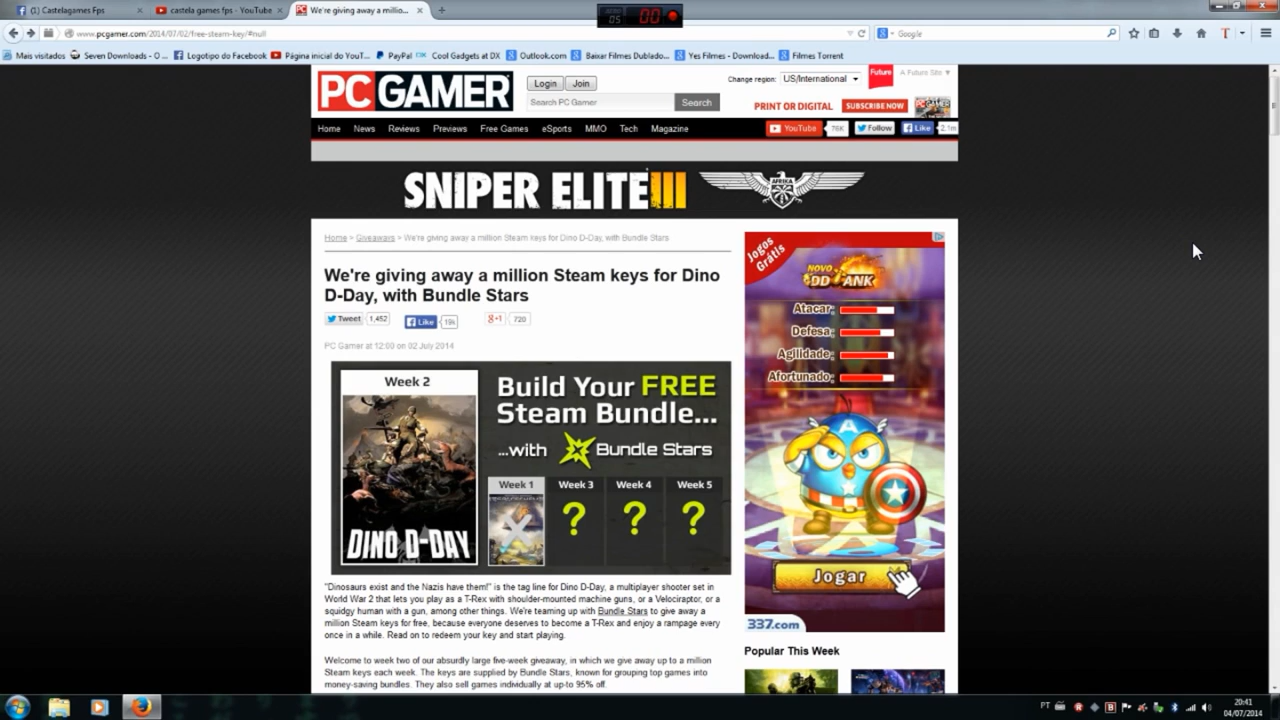 (1) Castelagames Fps
castela games fps - YouTube
We're giving away a millio...
00
05
www.pcgamer.com/2014/07/02/free-steam-key/#null
Google
Mais visitados
Seven Downloads - O ...
Logotipo do Facebook
Página inicial do YouT...
PayPal
Cool Gadgets at DX
Outlook.com
Baixar Filmes Dublado...
Yes Filmes - Downloa...
Filmes Torrent
PC GAMER
Login
Join
Change region:
US/International
Future
A Future Site
Search PC Gamer
Search
PRINT OR DIGITAL
SUBSCRIBE NOW
Home
News
Reviews
Previews
Free Games
eSports
MMO
Tech
Magazine
YouTube
76K
Follow
Like
2.1m
SNIPER ELITE III
AFRIKA
Home > Giveaways > We're giving away a million Steam keys for Dino D-Day, with Bundle Stars
We're giving away a million Steam keys for Dino
D-Day, with Bundle Stars
Tweet
1,452
Like
19k
+1
720
PC Gamer at 12:00 on 02 July 2014
Week 2
DINO D-DAY
Build Your FREE
Steam Bundle...
...with Bundle Stars
Week 1
Week 3
Week 4
Week 5
?
?
?
"Dinosaurs exist and the Nazis have them!" is the tag line for Dino D-Day, a multiplayer shooter set in
World War 2 that lets you play as a T-Rex with shoulder-mounted machine guns, or a Velociraptor, or a
squidgy human with a gun, among other things. We're teaming up with Bundle Stars to give away a
million Steam keys for free, because everyone deserves to become a T-Rex and enjoy a rampage every
once in a while. Read on to redeem your key and start playing.
Welcome to week two of our absurdly large five-week giveaway, in which we give away up to a million
Steam keys each week. The keys are supplied by Bundle Stars, known for grouping top games into
money-saving bundles. They also sell games individually at up to 95% off.
Jogos
Grátis
NOVO
DDTANK
Atacar:
Defesa:
Agilidade:
Afortunado:
A
Jogar
337.com
Popular This Week
PT
20:41
04/07/2014